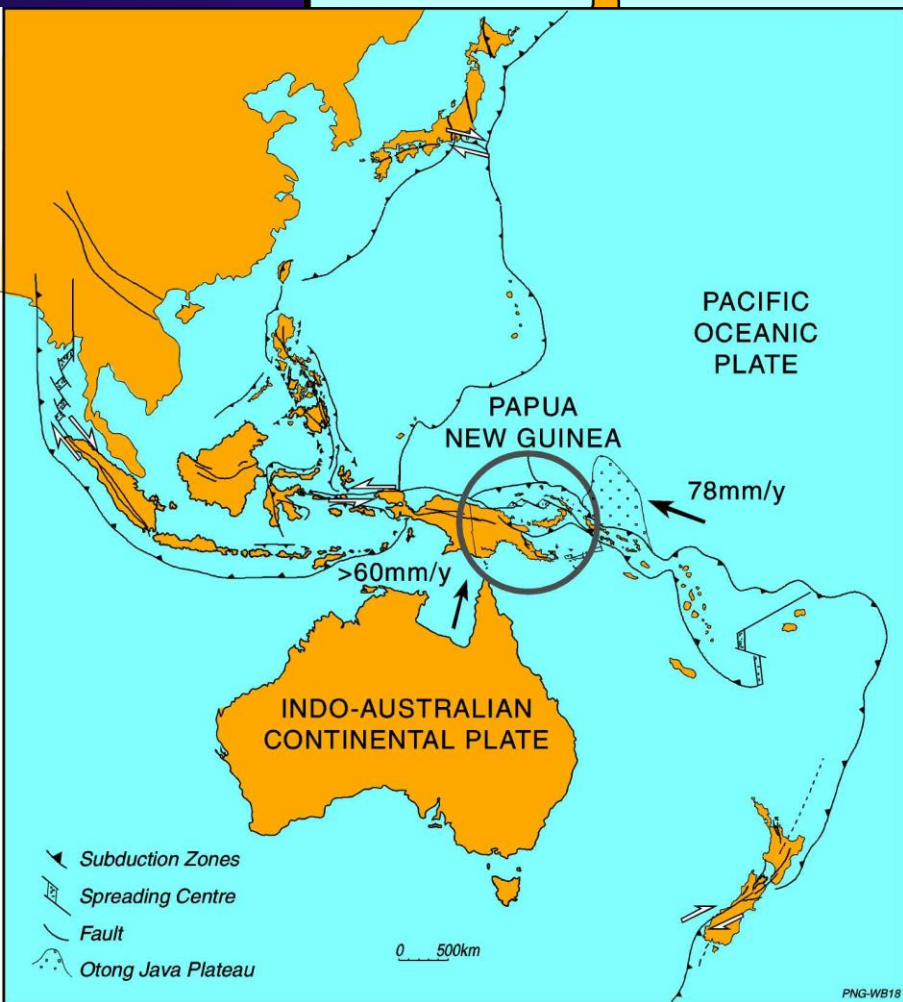 PACIFIC
OCEANIC
PLATE
PAPUA
NEW GUINEA
78mm/y
>60mm/y
INDO-AUSTRALIAN
CONTINENTAL PLATE
Subduction Zones
Spreading Centre
Fault
Otong Java Plateau
0 500km
PNG-WB18